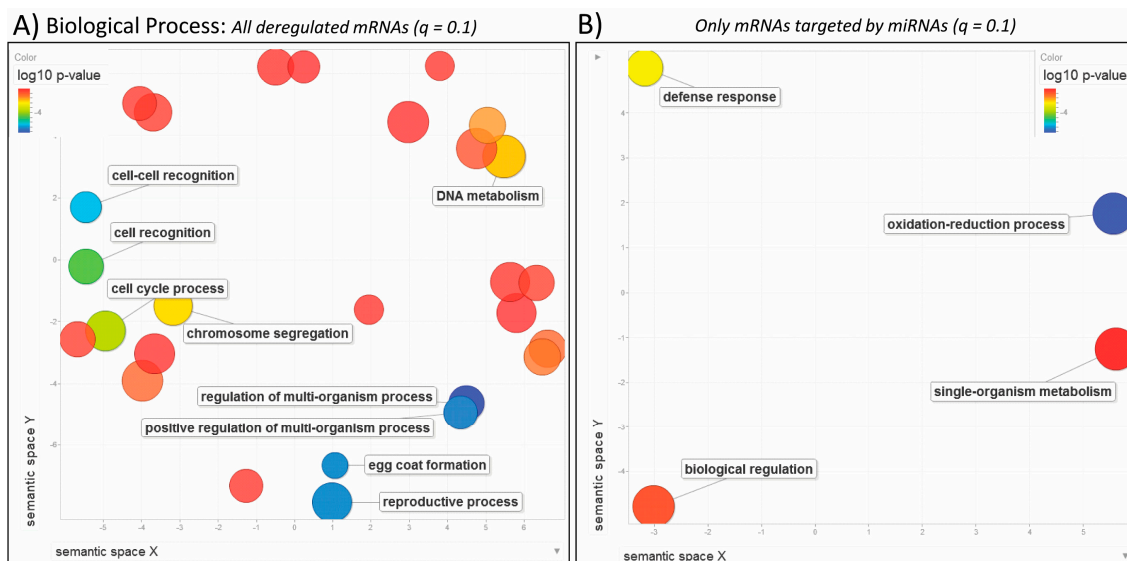 A) Biological Process: All deregulated mRNAs (q = 0.1)
Color
log10 p-value
-4
4
cell-cell recognition
DNA metabolism
2
cell recognition
0
cell cycle process
-2
chromosome segregation
-4
regulation of multi-organism process
positive regulation of multi-organism process
-6
egg coat formation
reproductive process
semantic space Y
-5 -4 -3 -2 -1 0 1 2 3 4 5 6
semantic space X
B) Only mRNAs targeted by miRNAs (q = 0.1)
Color
log10 p-value
-4
defense response
4
3
2
oxidation-reduction process
1
0
-1
-2
single-organism metabolism
-3
biological regulation
-4
semantic space Y
-3 -2 -1 0 1 2 3 4 5
semantic space X